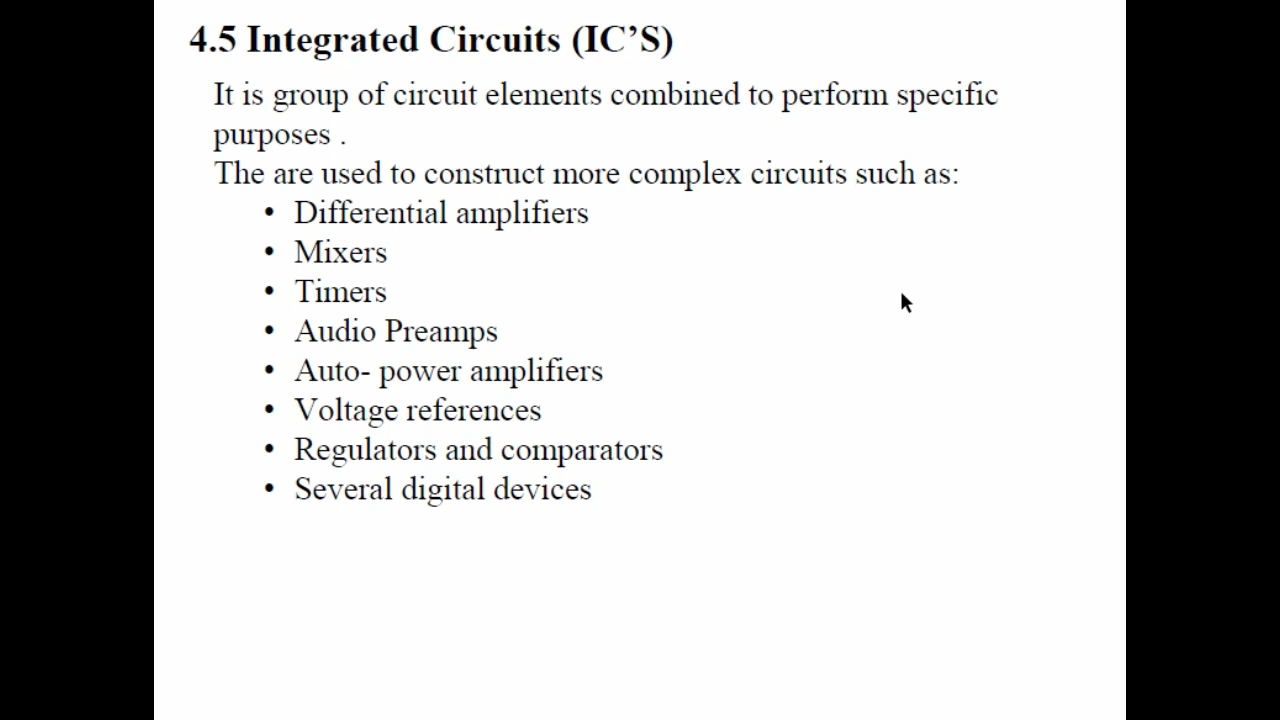 4.5 Integrated Circuits (IC’S)
It is group of circuit elements combined to perform specific
purposes .
The are used to construct more complex circuits such as:
• Differential amplifiers
• Mixers
• Timers
• Audio Preamps
• Auto- power amplifiers
• Voltage references
• Regulators and comparators
• Several digital devices